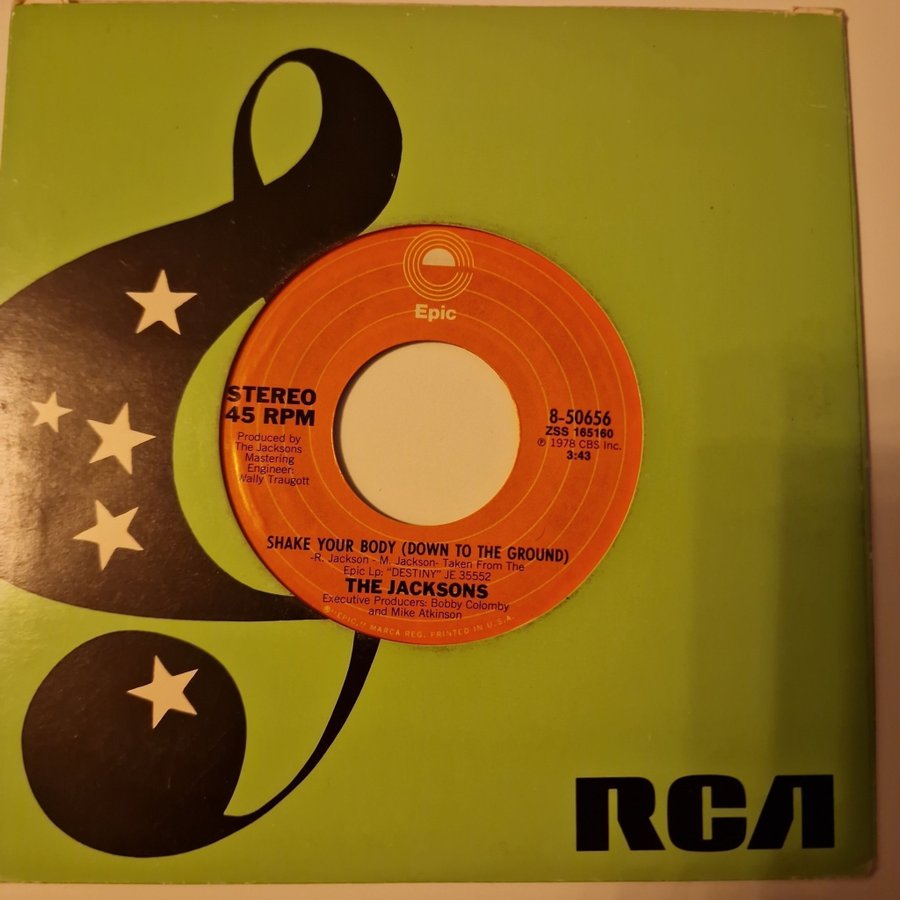 Epic
STEREO
45 RPM
Produced by
The Jacksons
Mastering
Engineer:
Wally Traugott
8-50656
ZSS 165160
℗ 1978 CBS Inc.
3:43
SHAKE YOUR BODY (DOWN TO THE GROUND)
-R. Jackson - M. Jackson- Taken From The
Epic Lp: "DESTINY" JE 35552
THE JACKSONS
Executive Producers: Bobby Colomby
and Mike Atkinson
EPIC," MARCA REG. PRINTED IN U.S.A.
RCA